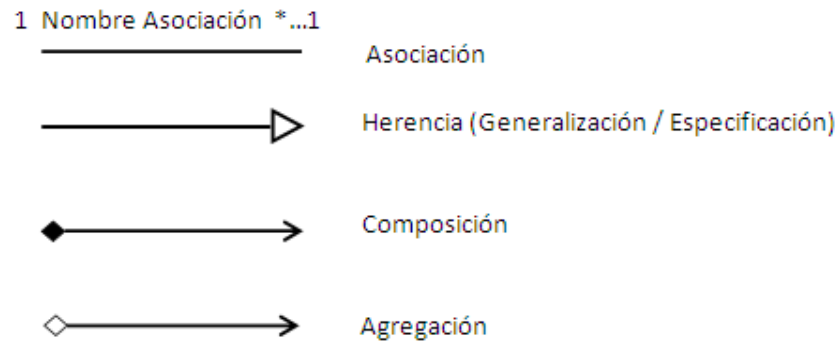 1 Nombre Asociación *...1
Asociación
Herencia (Generalización / Especificación)
Composición
Agregación